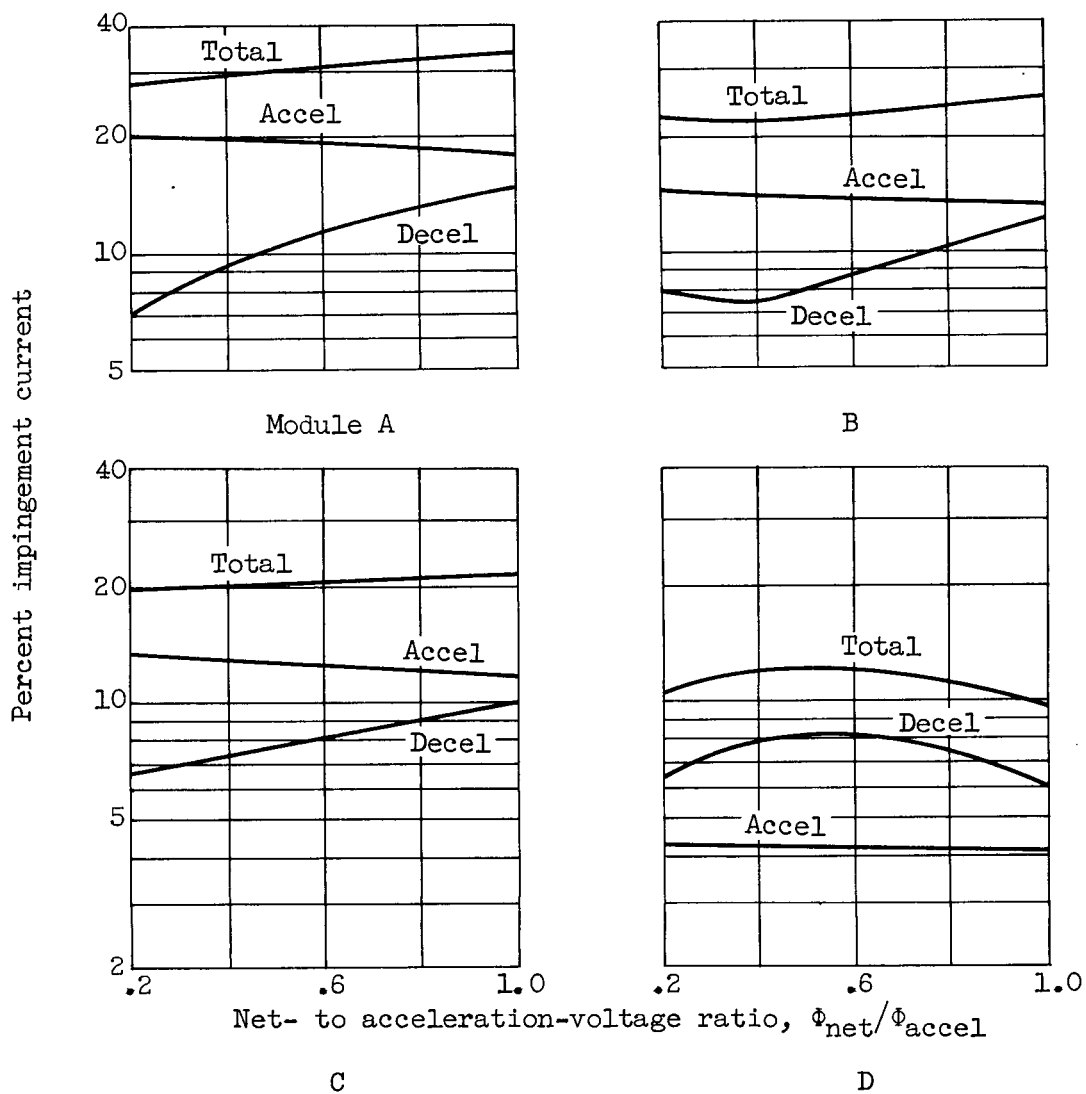 Percent impingement current
40
20
10
5
Total
Accel
Decel
Module A
Total
Accel
Decel
B
40
20
10
5
2
Total
Accel
Decel
.2
.6
1.0
Total
Decel
Accel
.2
.6
1.0
Net- to acceleration-voltage ratio, Φnet/Φaccel
C
D